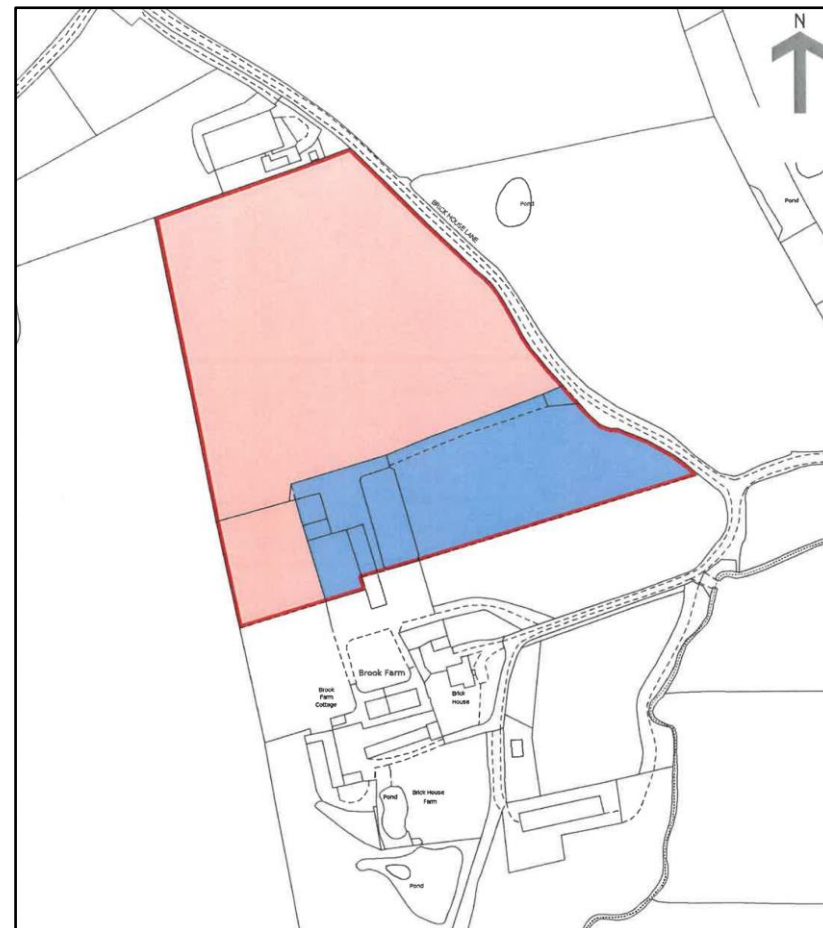 N
BRICK HOUSE LANE
Pond
Pond
Brook Farm
Brook
Farm
Cottage
Brick
House
Pond
Brick House
Farm
Pond